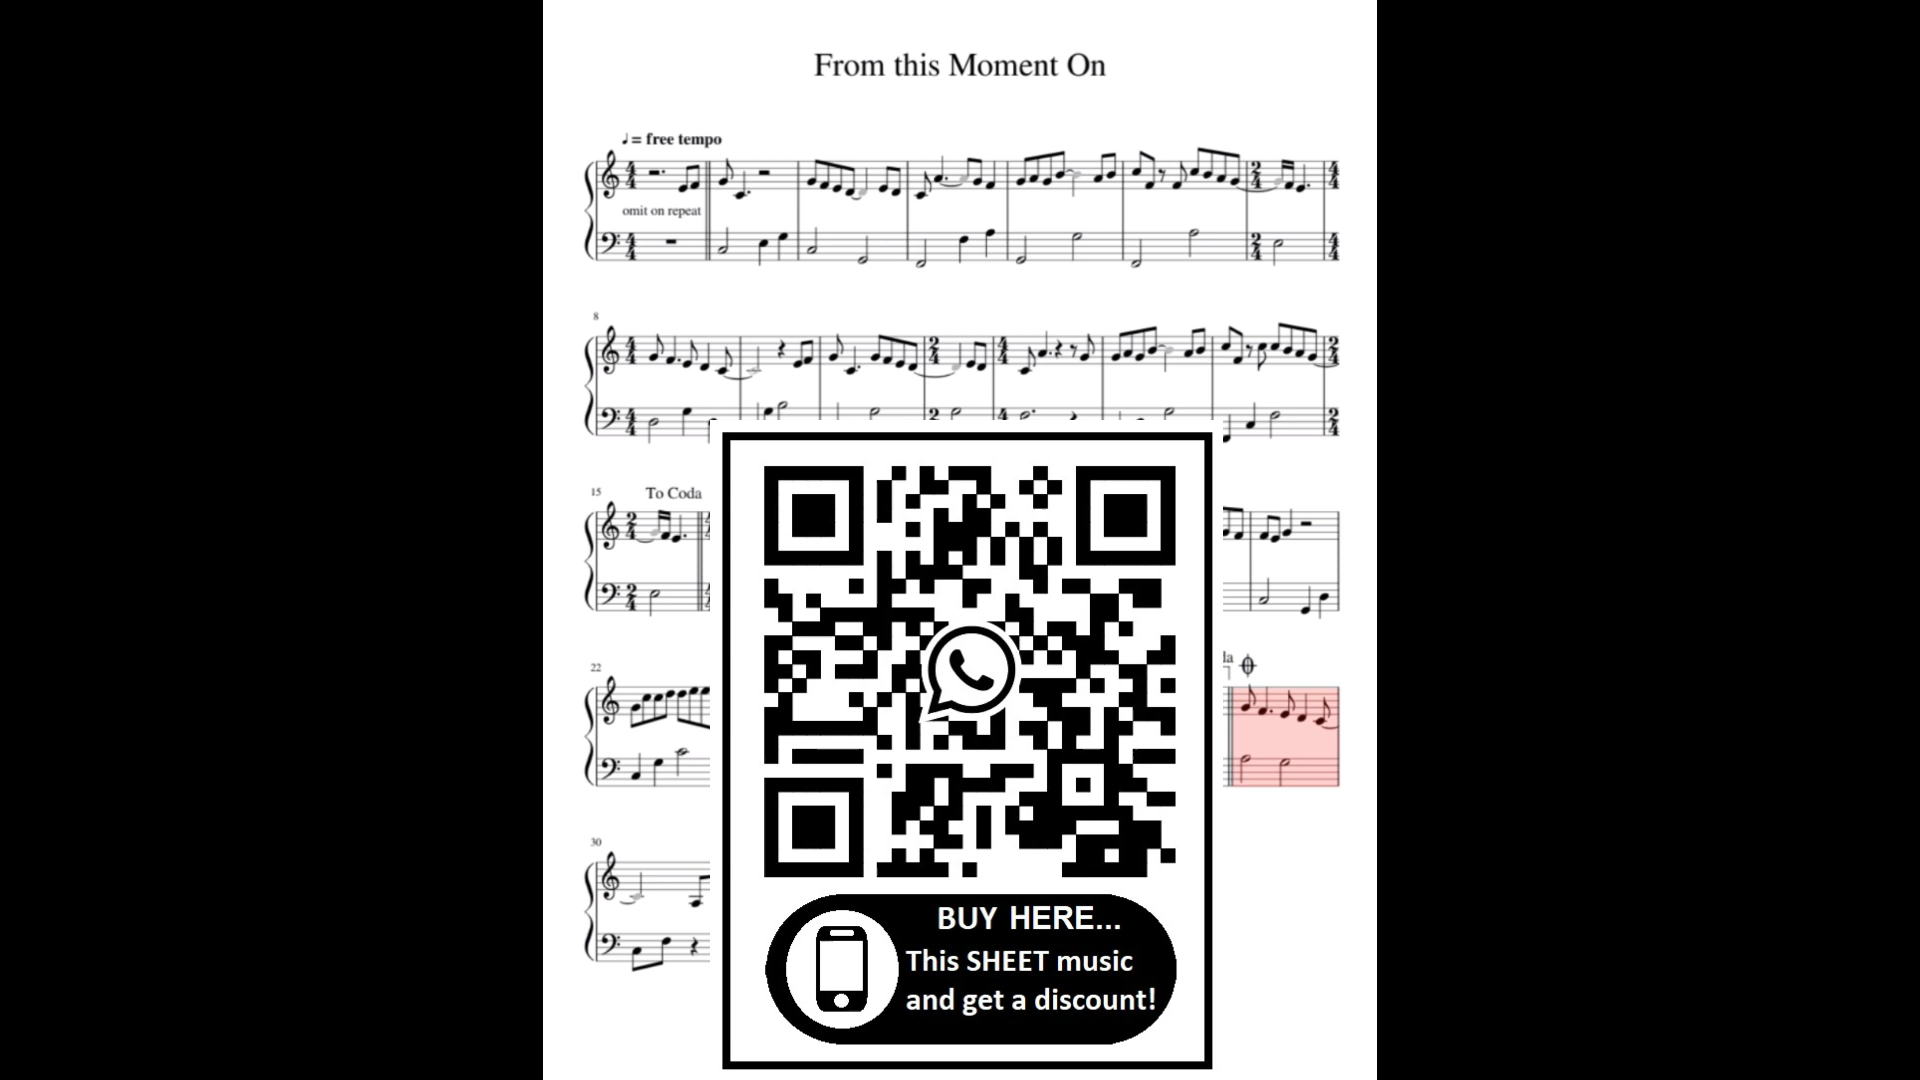 From this Moment On
♩ = free tempo
omit on repeat
8
15
To Coda
22
30
BUY HERE...
This SHEET music
and get a discount!